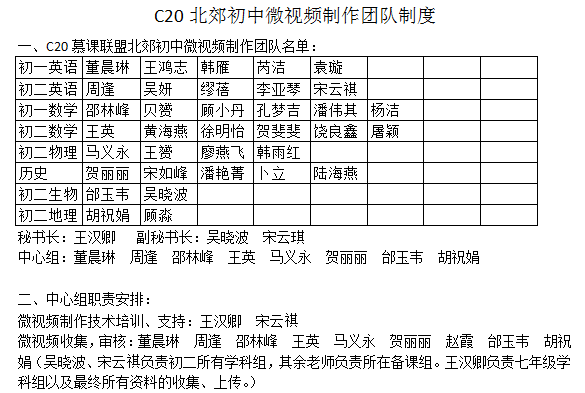 C20 北郊初中微视频制作团队制度
一、C20 慕课联盟北郊初中微视频制作团队名单：
初一英语 董晨琳 王鸿志 韩雁 芮洁 袁璇
初二英语 周逢 吴妍 缪蓓 李亚琴 宋云祺
初一数学 邵林峰 贝赟 顾小丹 孔梦吉 潘伟其 杨洁
初二数学 王英 黄海燕 徐明怡 贺斐斐 饶良鑫 屠颖
初二物理 马义永 王赟 廖燕飞 韩雨红
历史 贺丽丽 宋如峰 潘艳菁 卜立 陆海燕
初二生物 邰玉韦 吴晓波
初二地理 胡祝娟 顾淼
秘书长：王汉卿 副秘书长：吴晓波 宋云琪
中心组：董晨琳 周逢 邵林峰 王英 马义永 贺丽丽 邰玉韦 胡祝娟
二、中心组职责安排：
微视频制作技术培训、支持：王汉卿 宋云祺
微视频收集，审核：董晨琳 周逢 邵林峰 王英 马义永 贺丽丽 赵霞 邰玉韦 胡祝
娟（吴晓波、宋云祺负责初二所有学科组，其余老师负责所在备课组。王汉卿负责七年级学
科组以及最终所有资料的收集、上传。）